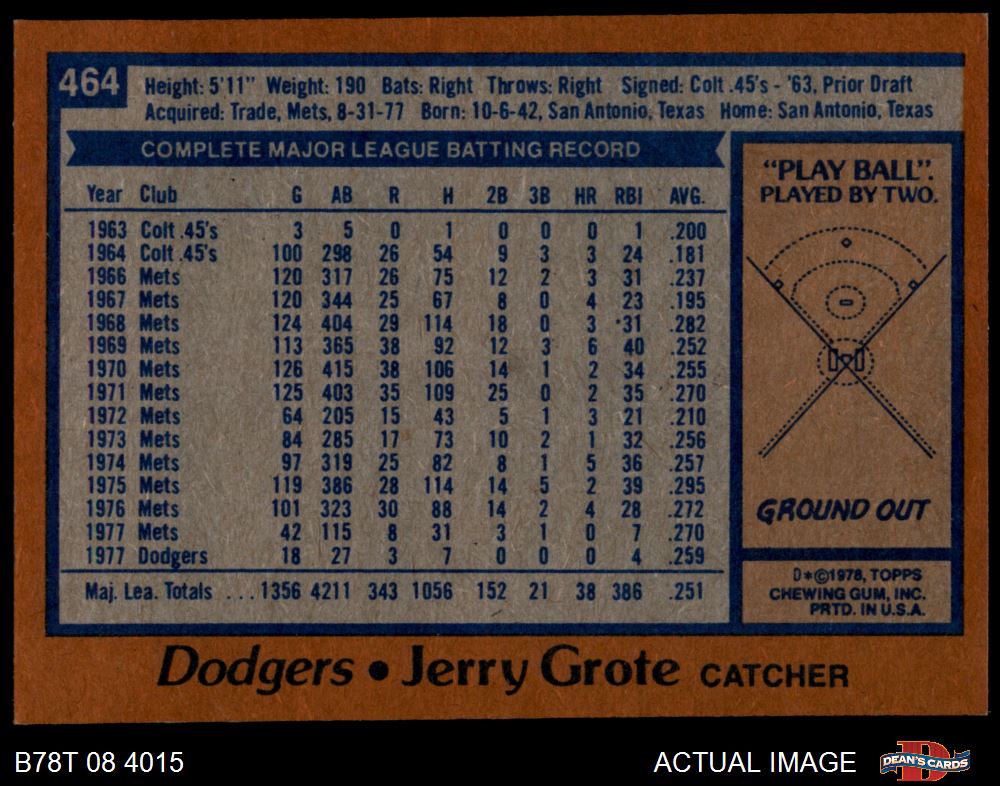 464
Height: 5'11" Weight: 190 Bats: Right Throws: Right Signed: Colt .45's - '63, Prior Draft
Acquired: Trade, Mets, 8-31-77 Born: 10-6-42, San Antonio, Texas Home: San Antonio, Texas
COMPLETE MAJOR LEAGUE BATTING RECORD
Year Club G AB R H 2B 3B HR RBI AVG.
1963 Colt .45's 3 5 0 1 0 0 0 1 .200
1964 Colt .45's 100 298 26 54 9 3 3 24 .181
1966 Mets 120 317 26 75 12 2 3 31 .237
1967 Mets 120 344 25 67 8 0 4 23 .195
1968 Mets 124 404 29 114 18 0 3 31 .282
1969 Mets 113 365 38 92 12 3 6 40 .252
1970 Mets 126 415 38 106 14 1 2 34 .255
1971 Mets 125 403 35 109 25 0 2 35 .270
1972 Mets 64 205 15 43 5 1 3 21 .210
1973 Mets 84 285 17 73 10 2 1 32 .256
1974 Mets 97 319 25 82 8 1 5 36 .257
1975 Mets 119 386 28 114 14 5 2 39 .295
1976 Mets 101 323 30 88 14 2 4 28 .272
1977 Mets 42 115 8 31 3 1 0 7 .270
1977 Dodgers 18 27 3 7 0 0 0 4 .259
Maj. Lea. Totals ... 1356 4211 343 1056 152 21 38 386 .251
"PLAY BALL".
PLAYED BY TWO.
GROUND OUT
D*©1978, TOPPS
CHEWING GUM, INC.
PRTD. IN U.S.A.
Dodgers • Jerry Grote CATCHER
B78T 08 4015
ACTUAL IMAGE
D
DEAN'S CARDS